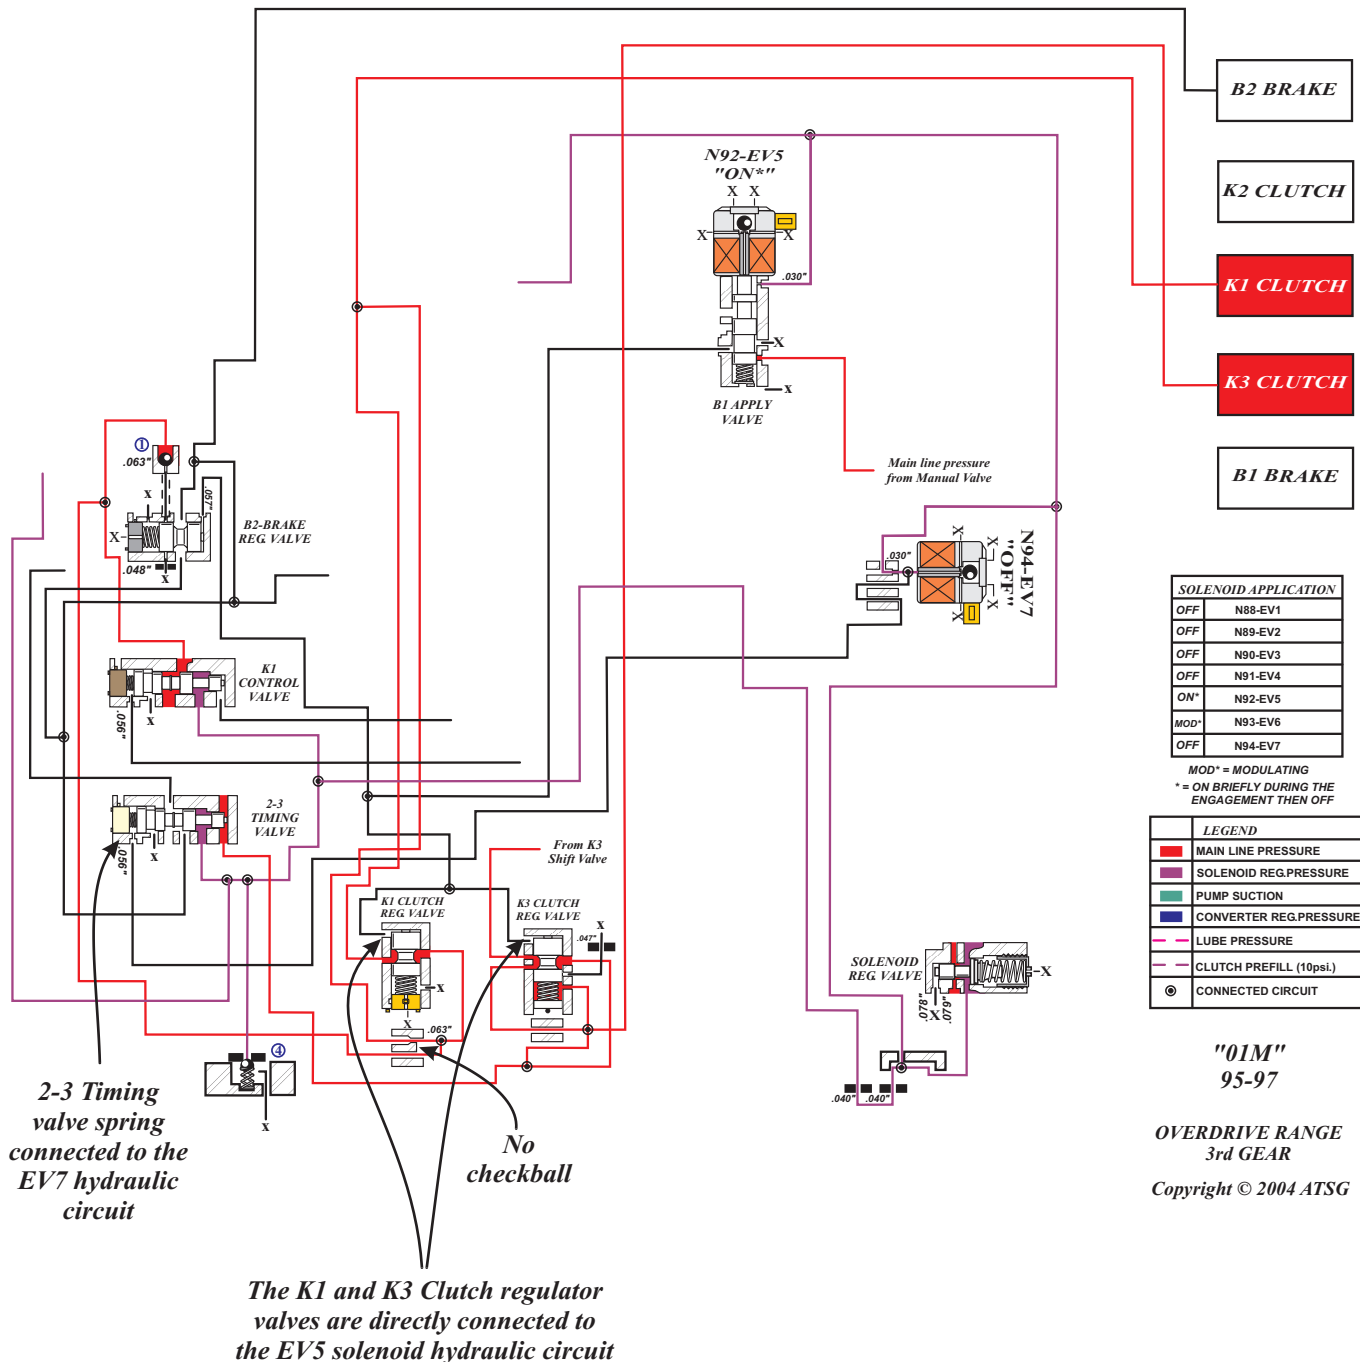 B2 BRAKE
K2 CLUTCH
K1 CLUTCH
K3 CLUTCH
B1 BRAKE
N92-EV5
"ON*"
X X
X
X
.030"
X
x
B1 APPLY
VALVE
Main line pressure
from Manual Valve
1
.063"
x
.057"
X
B2-BRAKE
REG. VALVE
.048"
x
.030"
X
X
X
X
N94-EV7
"OFF"
K1
CONTROL
VALVE
.056"
x
2-3
TIMING
VALVE
.056"
x
From K3
Shift Valve
K1 CLUTCH
REG. VALVE
K3 CLUTCH
REG. VALVE
x
.047"
x
X
.063"
SOLENOID
REG. VALVE
X
X
.078"
.079"
.040" .040"
4
x
2-3 Timing
valve spring
connected to the
EV7 hydraulic
circuit
No
checkball
The K1 and K3 Clutch regulator
valves are directly connected to
the EV5 solenoid hydraulic circuit
SOLENOID APPLICATION
OFF N88-EV1
OFF N89-EV2
OFF N90-EV3
OFF N91-EV4
ON* N92-EV5
MOD* N93-EV6
OFF N94-EV7
MOD* = MODULATING
* = ON BRIEFLY DURING THE
ENGAGEMENT THEN OFF
LEGEND
MAIN LINE PRESSURE
SOLENOID REG.PRESSURE
PUMP SUCTION
CONVERTER REG.PRESSURE
LUBE PRESSURE
CLUTCH PREFILL (10psi.)
CONNECTED CIRCUIT
"01M"
95-97
OVERDRIVE RANGE
3rd GEAR
Copyright © 2004 ATSG